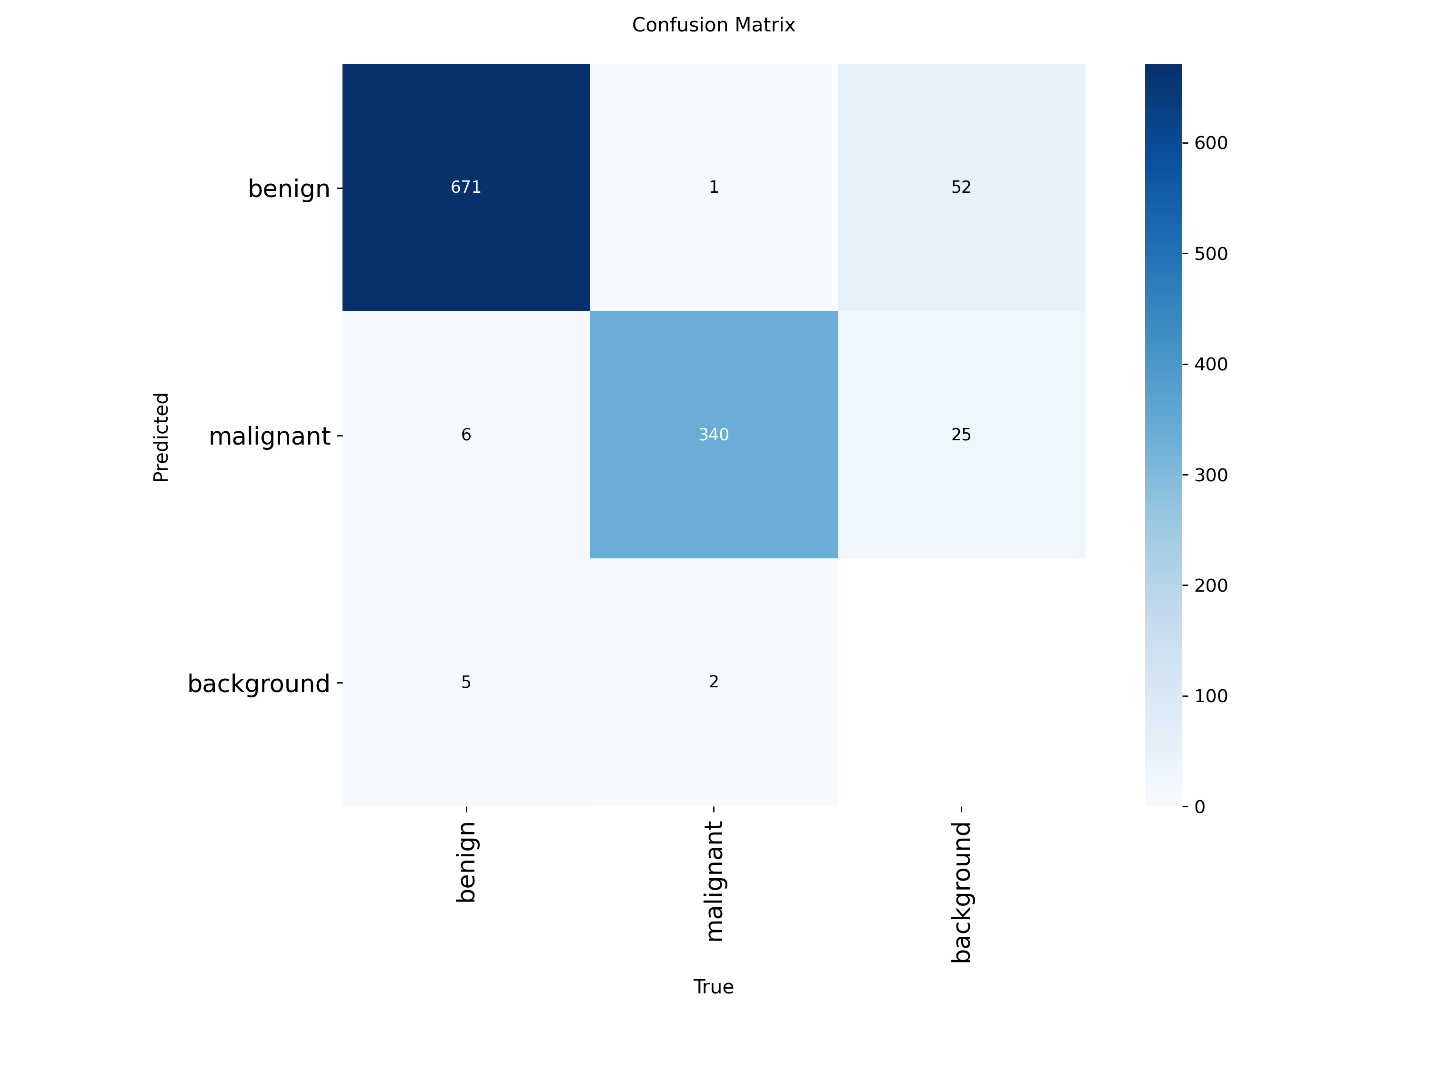 Confusion Matrix
benign
671
1
52
malignant
6
340
25
background
5
2
Predicted
benign
malignant
background
True
600
500
400
300
200
100
0